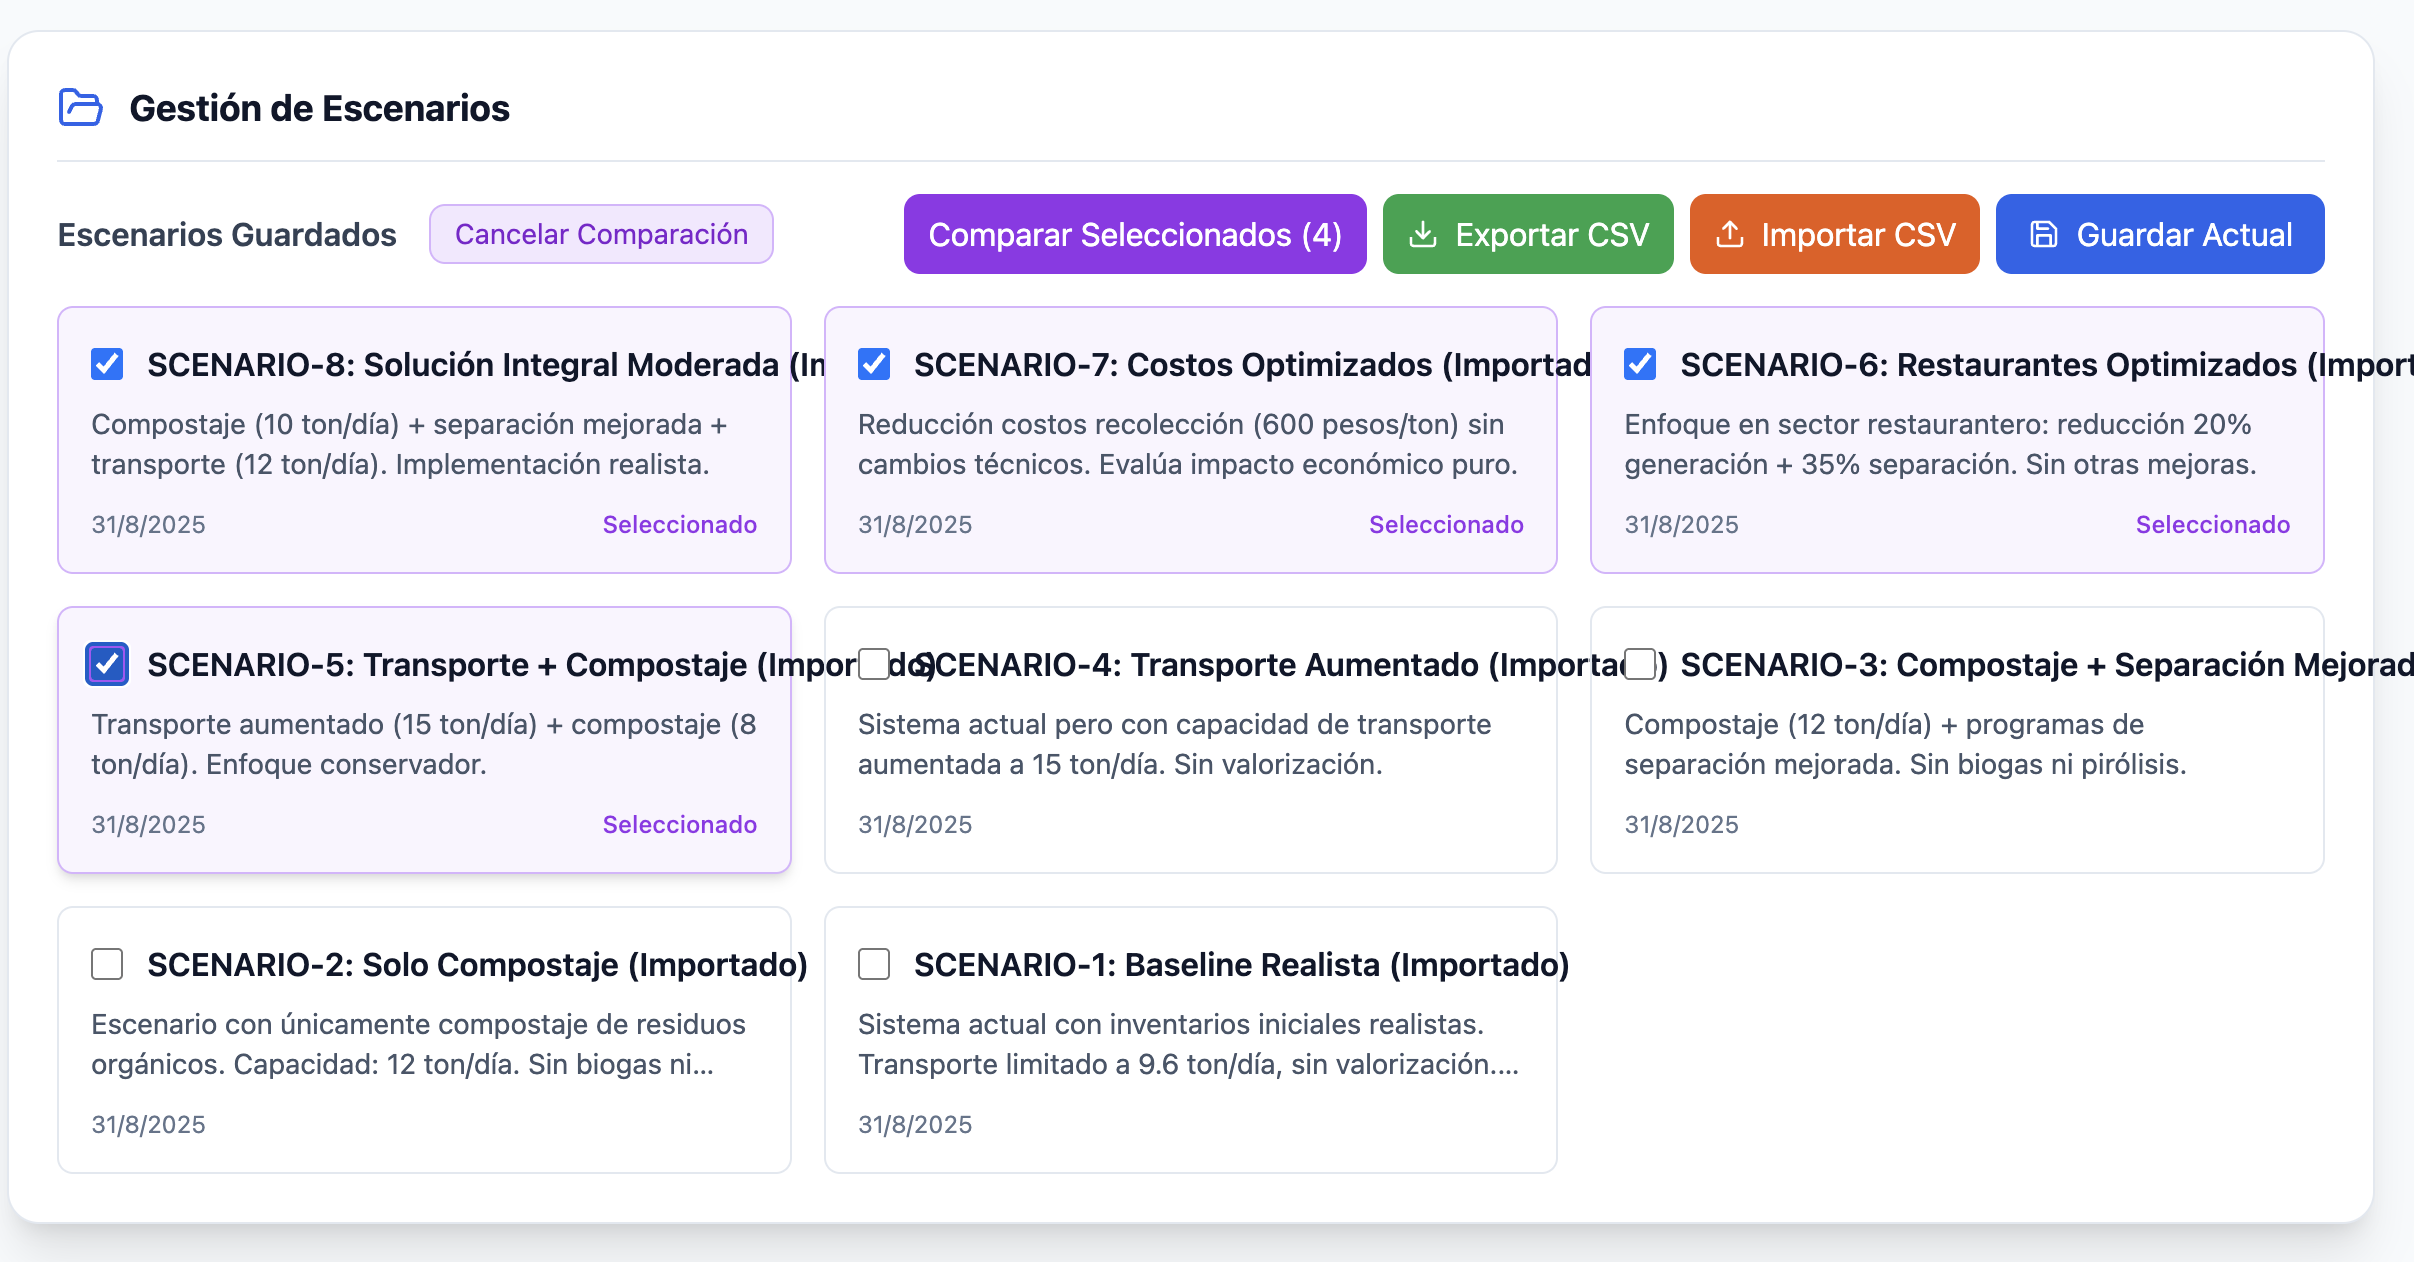 Gestión de Escenarios
Escenarios Guardados
Cancelar Comparación
Comparar Seleccionados (4)
Exportar CSV
Importar CSV
Guardar Actual
SCENARIO-8: Solución Integral Moderada (In
Compostaje (10 ton/día) + separación mejorada +
transporte (12 ton/día). Implementación realista.
31/8/2025
Seleccionado
SCENARIO-7: Costos Optimizados (Importad
Reducción costos recolección (600 pesos/ton) sin
cambios técnicos. Evalúa impacto económico puro.
31/8/2025
Seleccionado
SCENARIO-6: Restaurantes Optimizados (Import
Enfoque en sector restaurantero: reducción 20%
generación + 35% separación. Sin otras mejoras.
31/8/2025
Seleccionado
SCENARIO-5: Transporte + Compostaje (Importado)
Transporte aumentado (15 ton/día) + compostaje (8
ton/día). Enfoque conservador.
31/8/2025
Seleccionado
SCENARIO-4: Transporte Aumentado (Importado)
Sistema actual pero con capacidad de transporte
aumentada a 15 ton/día. Sin valorización.
31/8/2025
SCENARIO-3: Compostaje + Separación Mejorad
Compostaje (12 ton/día) + programas de
separación mejorada. Sin biogas ni pirólisis.
31/8/2025
SCENARIO-2: Solo Compostaje (Importado)
Escenario con únicamente compostaje de residuos
orgánicos. Capacidad: 12 ton/día. Sin biogas ni...
31/8/2025
SCENARIO-1: Baseline Realista (Importado)
Sistema actual con inventarios iniciales realistas.
Transporte limitado a 9.6 ton/día, sin valorización....
31/8/2025